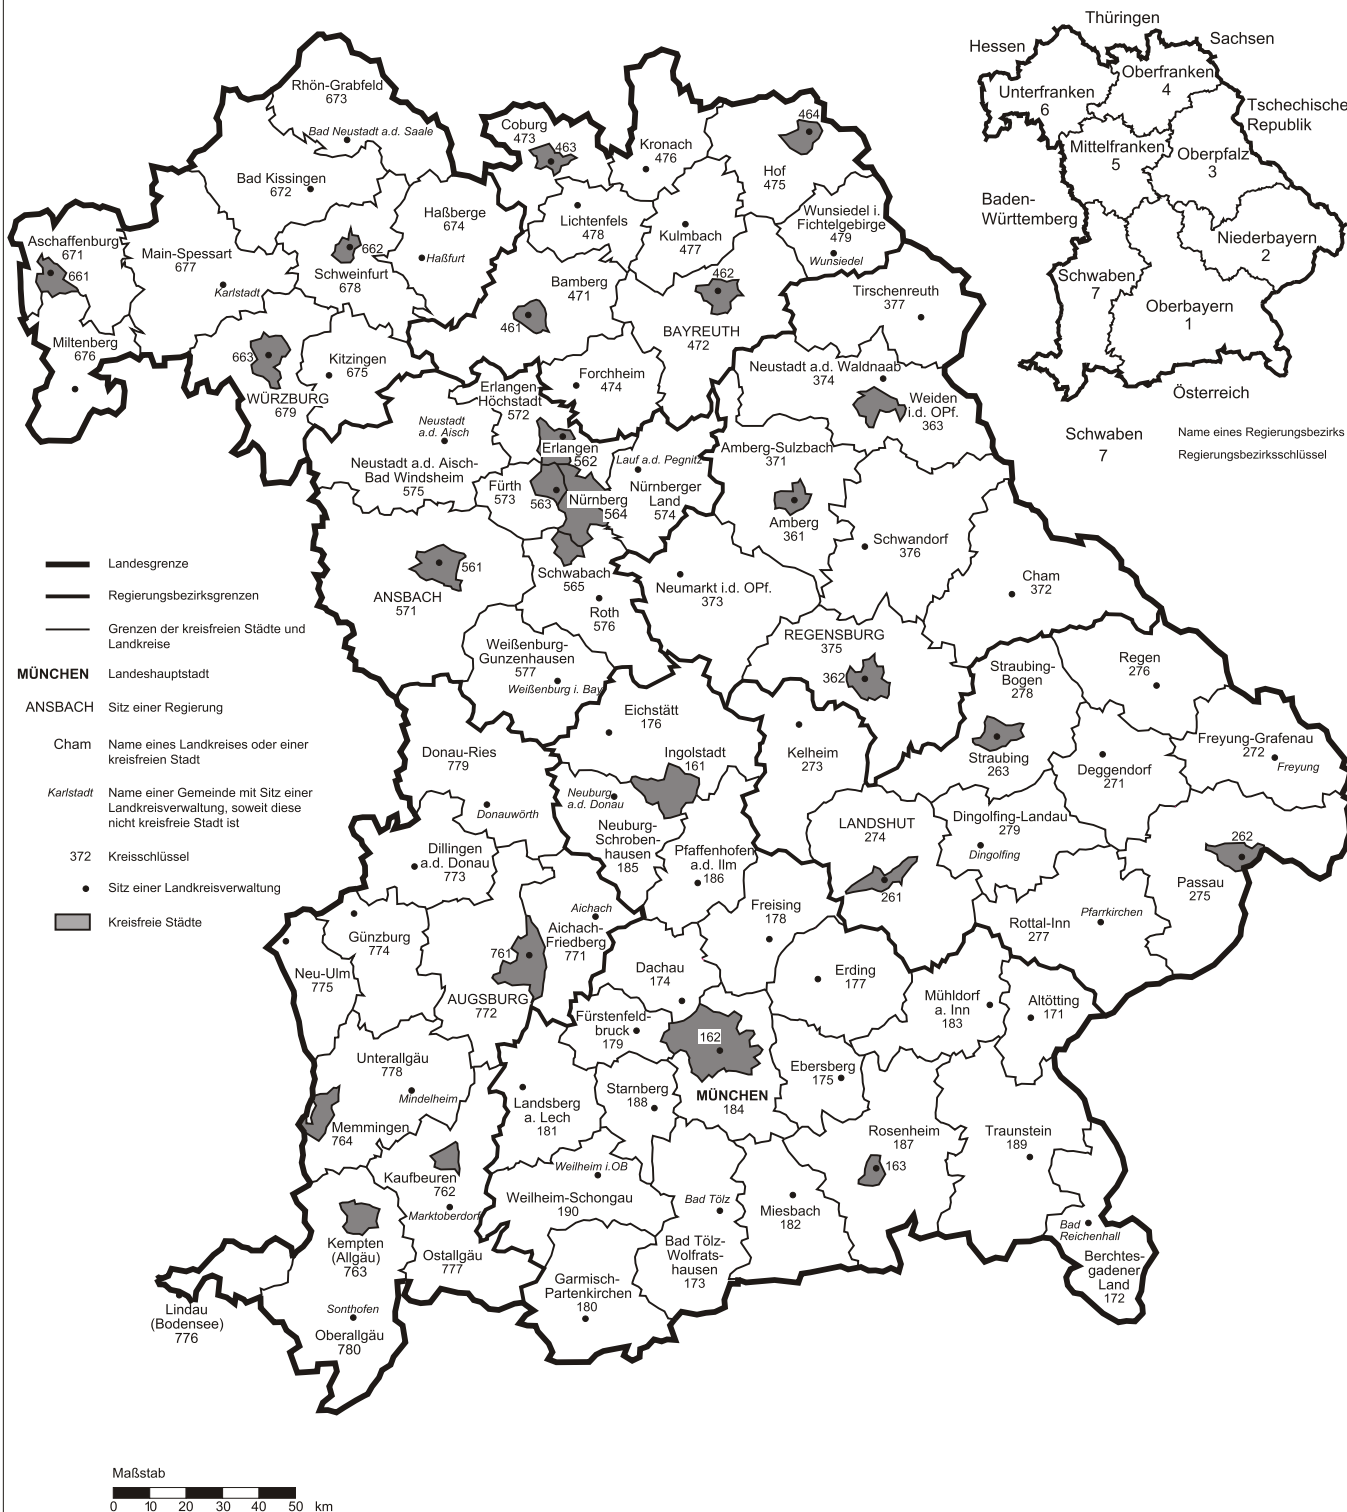 Thüringen
Hessen
Sachsen
Oberfranken
4
Unterfranken
6
Tschechische
Republik
Mittelfranken
5
Oberpfalz
3
Baden-
Württemberg
Niederbayern
2
Schwaben
7
Oberbayern
1
Österreich
Schwaben
7
Name eines Regierungsbezirks
Regierungsbezirksschlüssel
Rhön-Grabfeld
673
Bad Neustadt a.d. Saale
Coburg
473
463
Kronach
476
464
Hof
475
Bad Kissingen
672
Haßberge
674
Haßfurt
Lichtenfels
478
Kulmbach
477
Wunsiedel i.
Fichtelgebirge
479
Wunsiedel
Aschaffenburg
671
661
Main-Spessart
677
Karlstadt
662
Schweinfurt
678
Bamberg
471
461
462
BAYREUTH
472
Tirschenreuth
377
Miltenberg
676
663
WÜRZBURG
679
Kitzingen
675
Forchheim
474
Erlangen-
Höchstadt
572
Neustadt a.d. Waldnaab
374
Weiden
i.d. OPf.
363
Neustadt
a.d. Aisch
Neustadt a.d. Aisch-
Bad Windsheim
575
Erlangen
562
Lauf a.d. Pegnitz
Nürnberger
Land
574
Fürth
573
563
Nürnberg
564
Amberg-Sulzbach
371
Amberg
361
Schwandorf
376
Cham
372
561
ANSBACH
571
Schwabach
565
Roth
576
Neumarkt i.d. OPf.
373
Weißenburg-
Gunzenhausen
577
Weißenburg i. Bay
REGENSBURG
375
362
Straubing-
Bogen
278
Regen
276
Straubing
263
Deggendorf
271
Freyung-Grafenau
272
Freyung
Landesgrenze
Regierungsbezirksgrenzen
Grenzen der kreisfreien Städte und
Landkreise
MÜNCHEN Landeshauptstadt
ANSBACH Sitz einer Regierung
Cham Name eines Landkreises oder einer
kreisfreien Stadt
Karlstadt Name einer Gemeinde mit Sitz einer
Landkreisverwaltung, soweit diese
nicht kreisfreie Stadt ist
372 Kreisschlüssel
Sitz einer Landkreisverwaltung
Kreisfreie Städte
Eichstätt
176
Ingolstadt
161
Kelheim
273
Donau-Ries
779
Donauwörth
Neuburg
a.d. Donau
Neuburg-
Schroben-
hausen
185
Pfaffenhofen
a.d. Ilm
186
LANDSHUT
274
261
Dingolfing-Landau
279
Dingolfing
262
Passau
275
Rottal-Inn
277
Pfarrkirchen
Dillingen
a.d. Donau
773
Günzburg
774
Neu-Ulm
775
761
AUGSBURG
772
Aichach
Aichach-
Friedberg
771
Freising
178
Dachau
174
Erding
177
Mühldorf
a. Inn
183
Altötting
171
Fürstenfeld-
bruck
179
162
MÜNCHEN
184
Ebersberg
175
Starnberg
188
Landsberg
a. Lech
181
Unterallgäu
778
Mindelheim
Memmingen
764
Kaufbeuren
762
Marktoberdorf
Ostallgäu
777
Rosenheim
187
163
Traunstein
189
Weilheim i.OB
Weilheim-Schongau
190
Bad Tölz
Bad Tölz-
Wolfrats-
hausen
173
Miesbach
182
Bad
Reichenhall
Berchtes-
gadener
Land
172
Kempten
(Allgäu)
763
Garmisch-
Partenkirchen
180
Lindau
(Bodensee)
776
Sonthofen
Oberallgäu
780
Maßstab
0 10 20 30 40 50 km